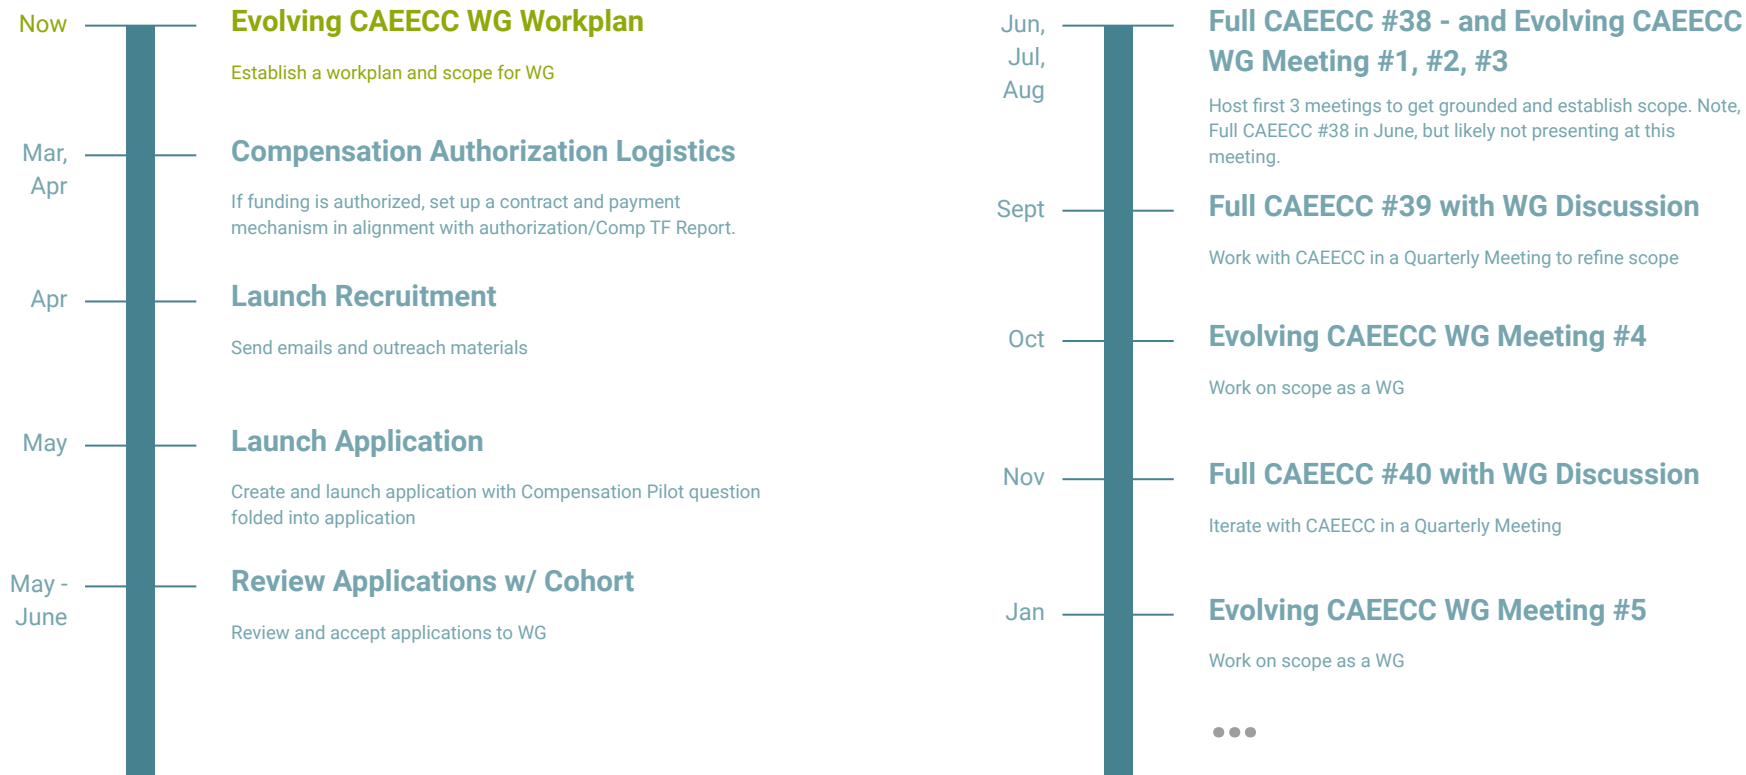 Now
Evolving CAEECC WG Workplan
Establish a workplan and scope for WG
Mar,
Apr
Compensation Authorization Logistics
If funding is authorized, set up a contract and payment
mechanism in alignment with authorization/Comp TF Report.
Apr
Launch Recruitment
Send emails and outreach materials
May
Launch Application
Create and launch application with Compensation Pilot question
folded into application
May -
June
Review Applications w/ Cohort
Review and accept applications to WG
Jun,
Jul,
Aug
Full CAEECC #38 - and Evolving CAEECC
WG Meeting #1, #2, #3
Host first 3 meetings to get grounded and establish scope. Note,
Full CAEECC #38 in June, but likely not presenting at this
meeting.
Sept
Full CAEECC #39 with WG Discussion
Work with CAEECC in a Quarterly Meeting to refine scope
Oct
Evolving CAEECC WG Meeting #4
Work on scope as a WG
Nov
Full CAEECC #40 with WG Discussion
Iterate with CAEECC in a Quarterly Meeting
Jan
Evolving CAEECC WG Meeting #5
Work on scope as a WG
...